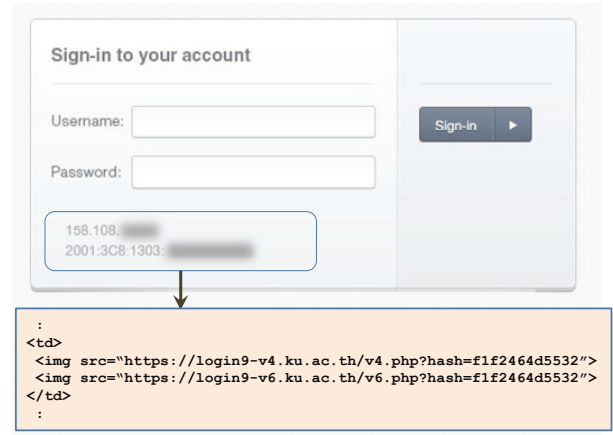 Sign-in to your account
Username:
Sign-in
Password:
158.108.
2001:3C8:1303:
:
<td>
<img src=“https://login9-v4.ku.ac.th/v4.php?hash=f1f2464d5532”>
<img src=“https://login9-v6.ku.ac.th/v6.php?hash=f1f2464d5532”>
</td>
: